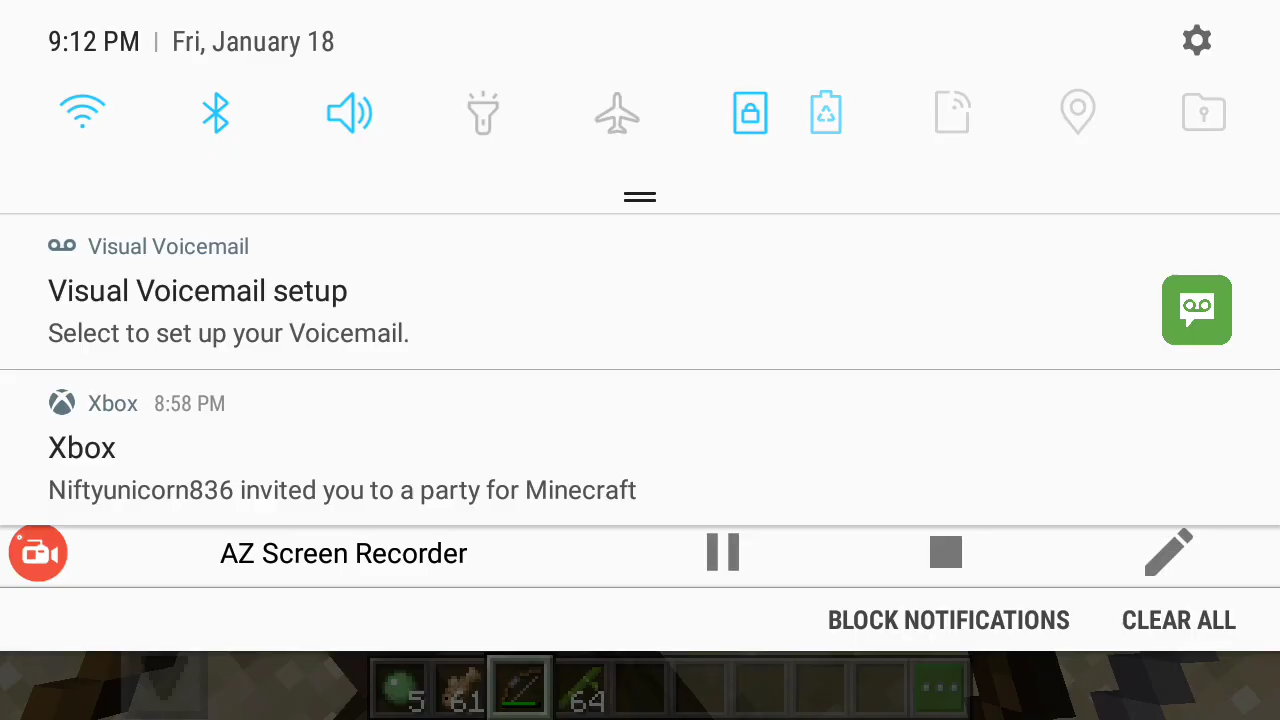 9:12 PM | Fri, January 18
Visual Voicemail
Visual Voicemail setup
Select to set up your Voicemail.
Xbox 8:58 PM
Xbox
Niftyunicorn836 invited you to a party for Minecraft
AZ Screen Recorder
BLOCK NOTIFICATIONS CLEAR ALL
5 61 64